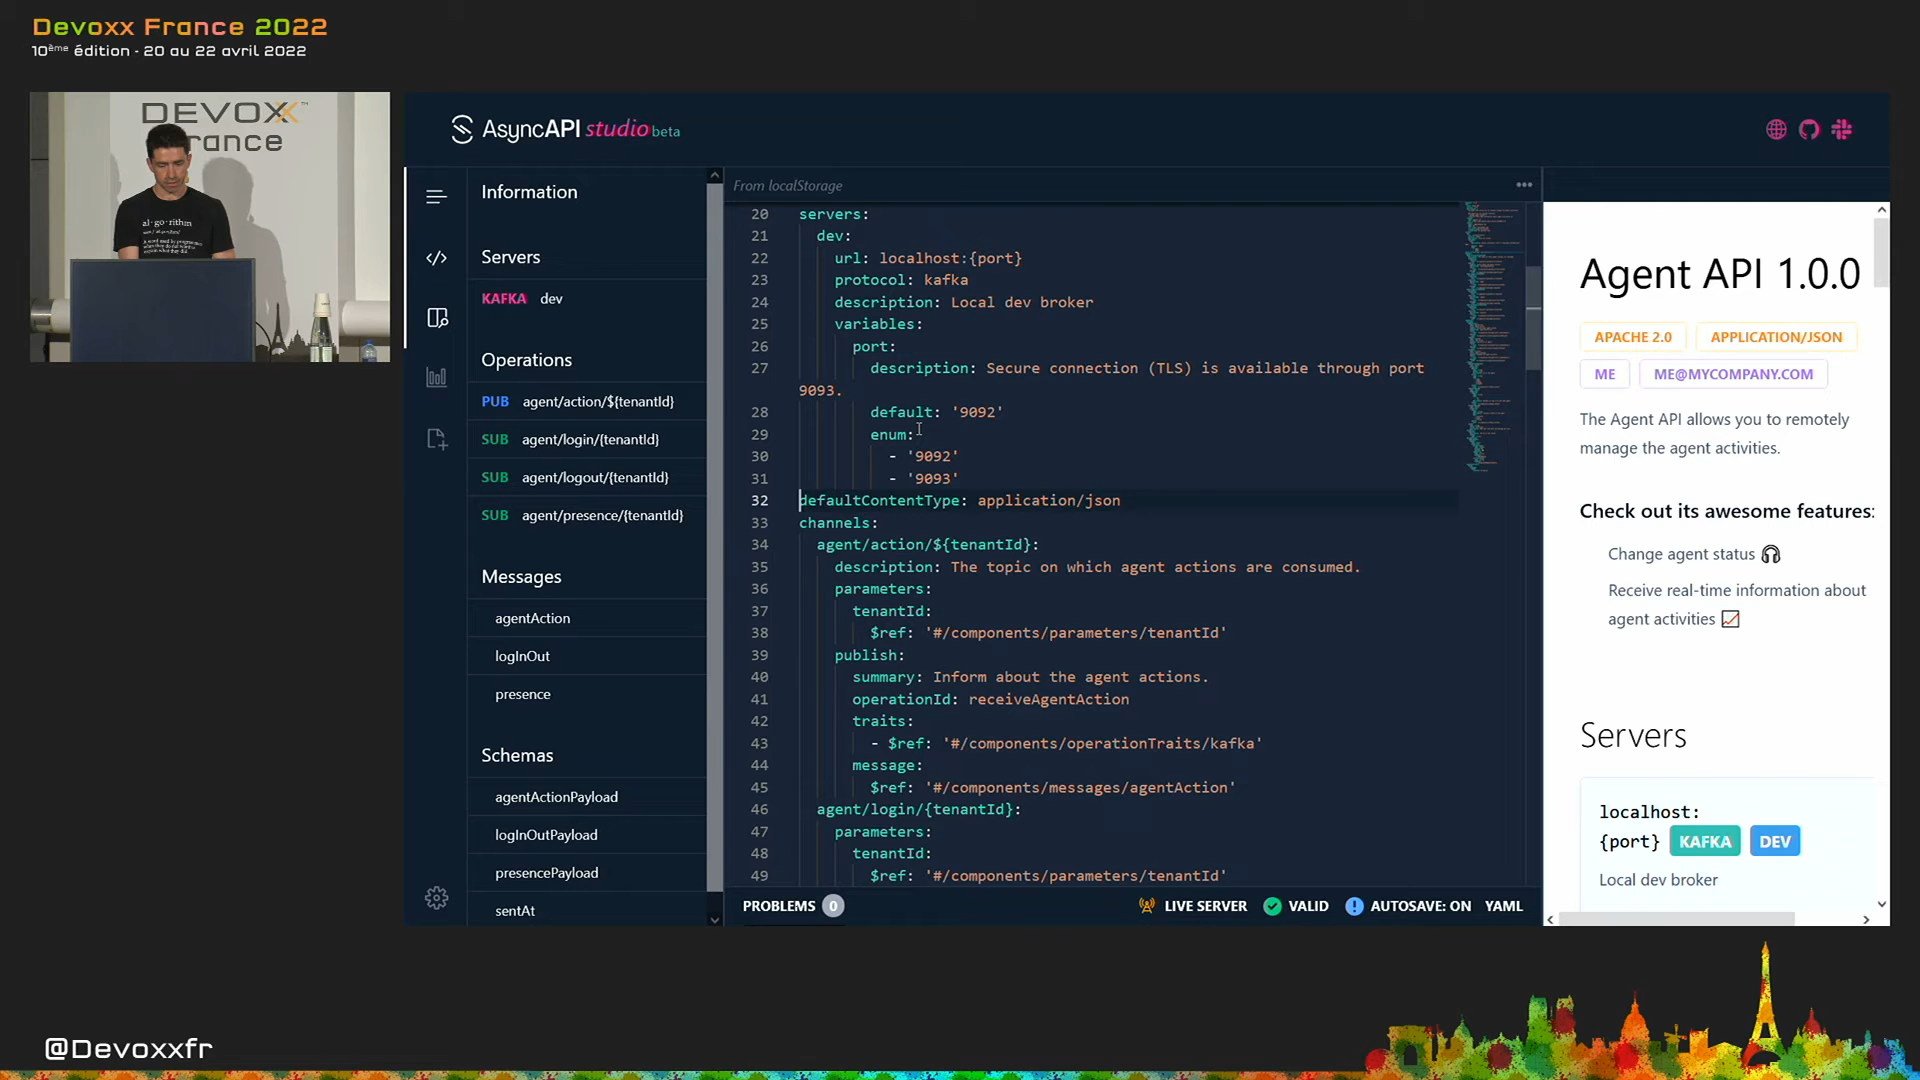 Devoxx France 2022
10ème édition - 20 au 22 avril 2022
DEVOXX™
France
al·go·rithm
AsyncAPI studio beta
Information
Servers
KAFKA dev
Operations
PUB agent/action/${tenantId}
SUB agent/login/{tenantId}
SUB agent/logout/{tenantId}
SUB agent/presence/{tenantId}
Messages
agentAction
logInOut
presence
Schemas
agentActionPayload
logInOutPayload
presencePayload
sentAt
From localStorage
20 servers:
21 dev:
22 url: localhost:{port}
23 protocol: kafka
24 description: Local dev broker
25 variables:
26 port:
27 description: Secure connection (TLS) is available through port
9093.
28 default: '9092'
29 enum:
30 - '9092'
31 - '9093'
32 defaultContentType: application/json
33 channels:
34 agent/action/${tenantId}:
35 description: The topic on which agent actions are consumed.
36 parameters:
37 tenantId:
38 $ref: '#/components/parameters/tenantId'
39 publish:
40 summary: Inform about the agent actions.
41 operationId: receiveAgentAction
42 traits:
43 - $ref: '#/components/operationTraits/kafka'
44 message:
45 $ref: '#/components/messages/agentAction'
46 agent/login/{tenantId}:
47 parameters:
48 tenantId:
49 $ref: '#/components/parameters/tenantId'
PROBLEMS 0
LIVE SERVER
VALID
AUTOSAVE: ON
YAML
Agent API 1.0.0
APACHE 2.0
APPLICATION/JSON
ME
ME@MYCOMPANY.COM
The Agent API allows you to remotely
manage the agent activities.
Check out its awesome features:
Change agent status 🎧
Receive real-time information about
agent activities 📈
Servers
localhost:
{port} KAFKA DEV
Local dev broker
@Devoxxfr